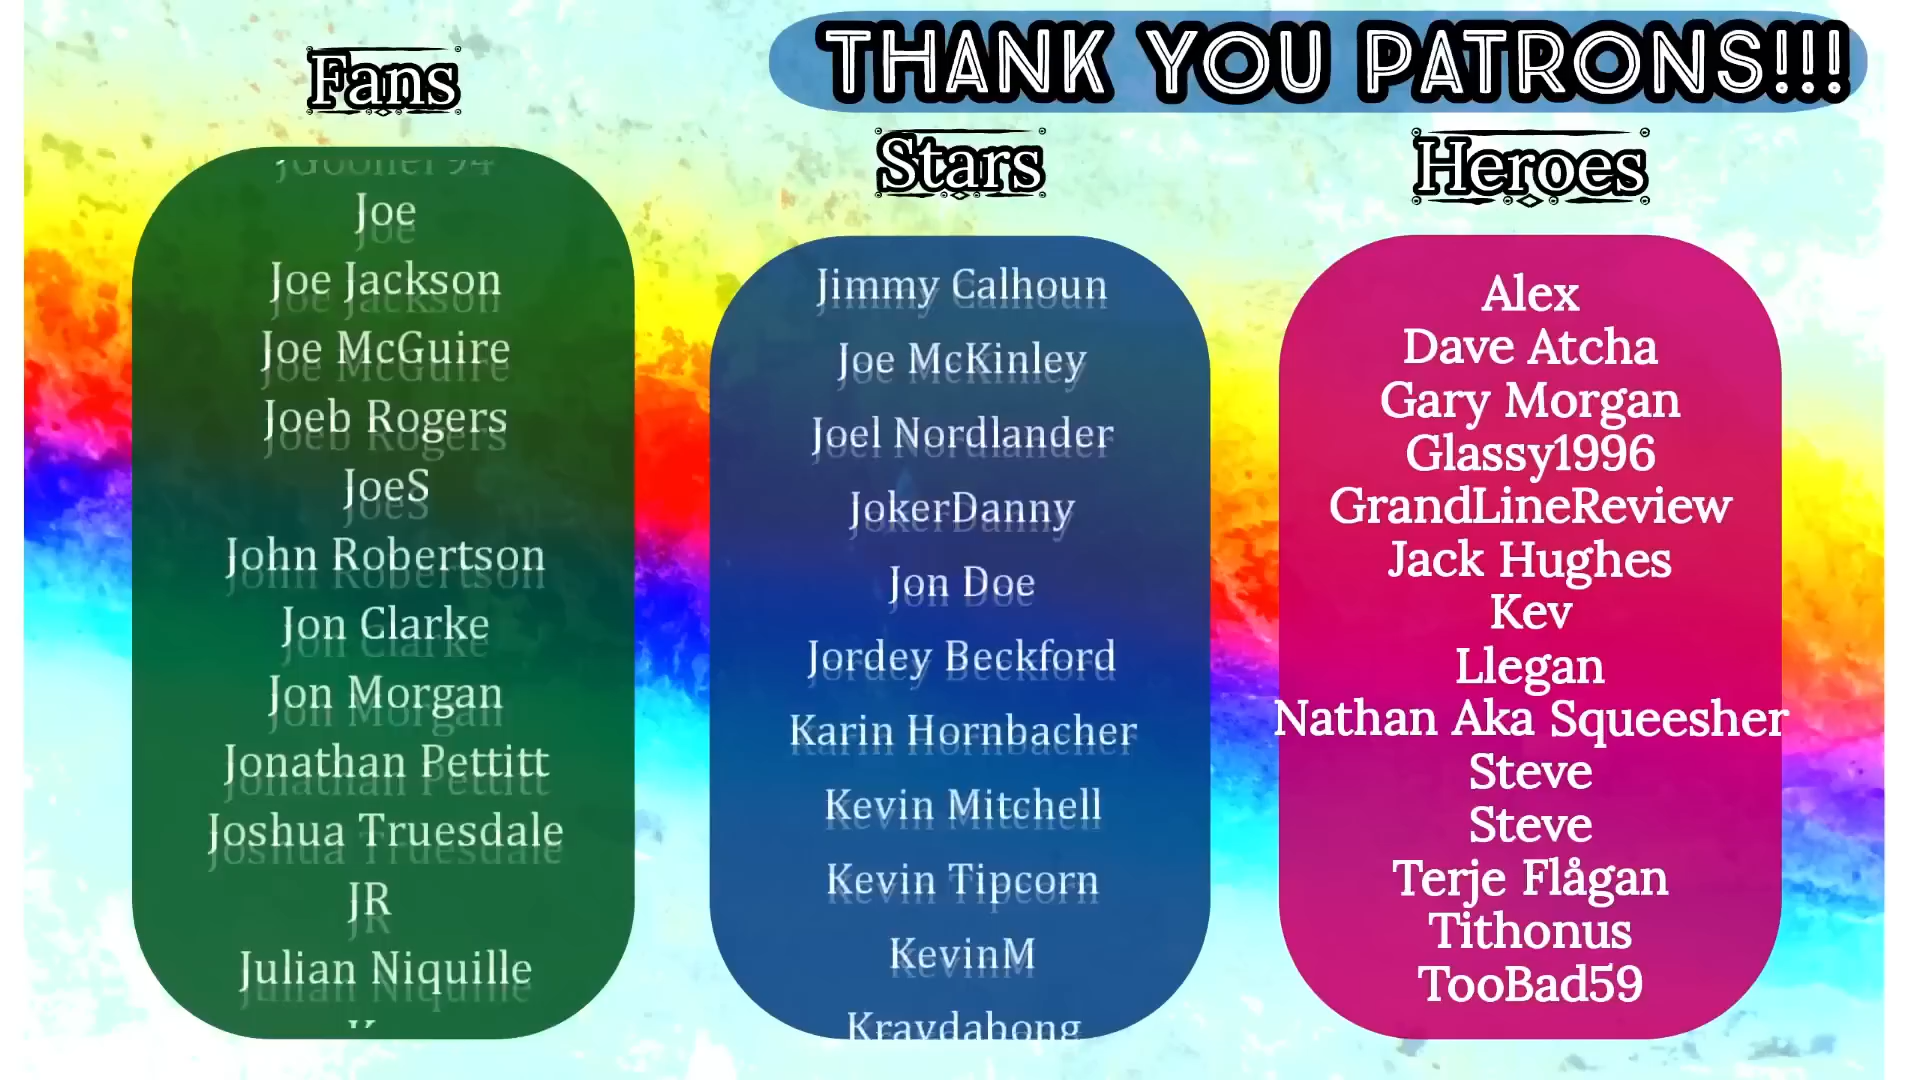 THANK YOU PATRONS!!!
Fans
Joe
Joe Jackson
Joe McGuire
Joeb Rogers
JoeS
John Robertson
Jon Clarke
Jon Morgan
Jonathan Pettitt
Joshua Truesdale
JR
Julian Niquille
Stars
Jimmy Calhoun
Joe McKinley
Joel Nordlander
JokerDanny
Jon Doe
Jordey Beckford
Karin Hornbacher
Kevin Mitchell
Kevin Tipcorn
KevinM
Heroes
Alex
Dave Atcha
Gary Morgan
Glassy1996
GrandLineReview
Jack Hughes
Kev
Llegan
Nathan Aka Squeesher
Steve
Steve
Terje Flågan
Tithonus
TooBad59